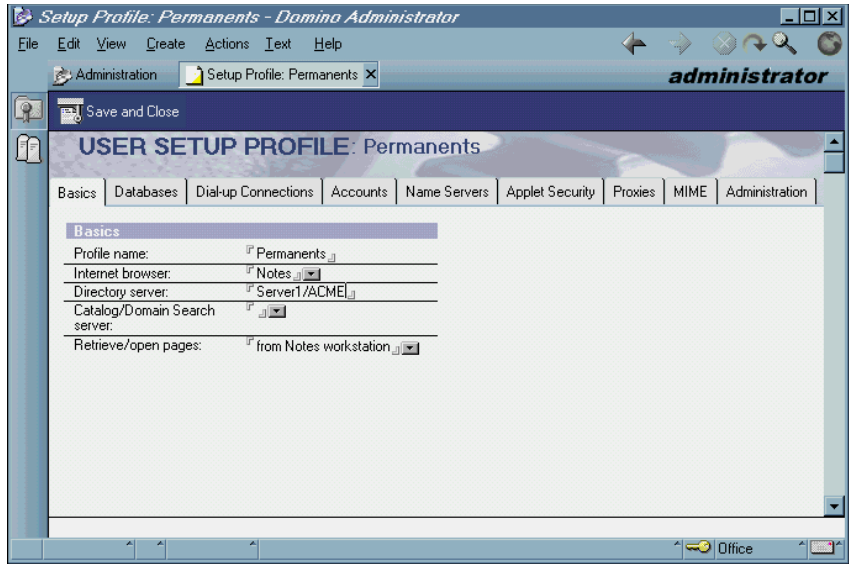 Setup Profile: Permanents - Domino Administrator
File Edit View Create Actions Text Help
Administration Setup Profile: Permanents
administrator
Save and Close
USER SETUP PROFILE: Permanents
Basics Databases Dial-up Connections Accounts Name Servers Applet Security Proxies MIME Administration
Basics
Profile name: Permanents
Internet browser: Notes
Directory server: Server1/ACME
Catalog/Domain Search
server:
Retrieve/open pages: from Notes workstation
Office